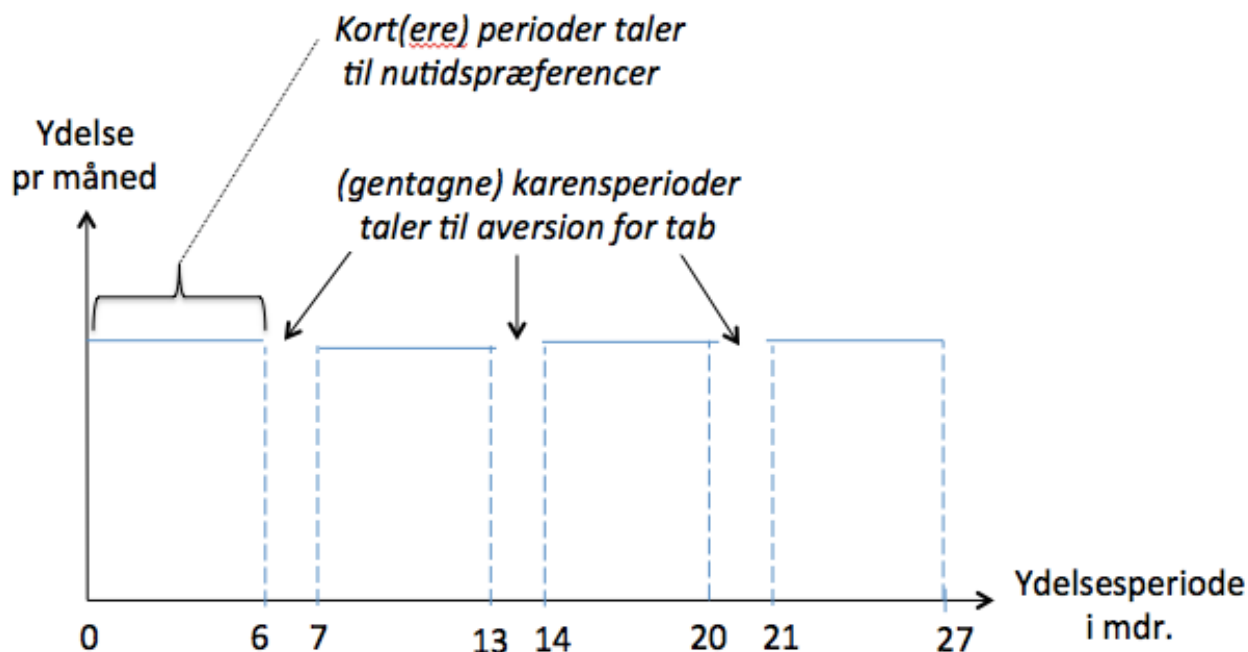 Kort(ere) perioder taler
til nutidspræferencer
Ydelse
pr måned
(gentagne) karensperioder
taler til aversion for tab
0 6 7 13 14 20 21 27
Ydelsesperiode
i mdr.